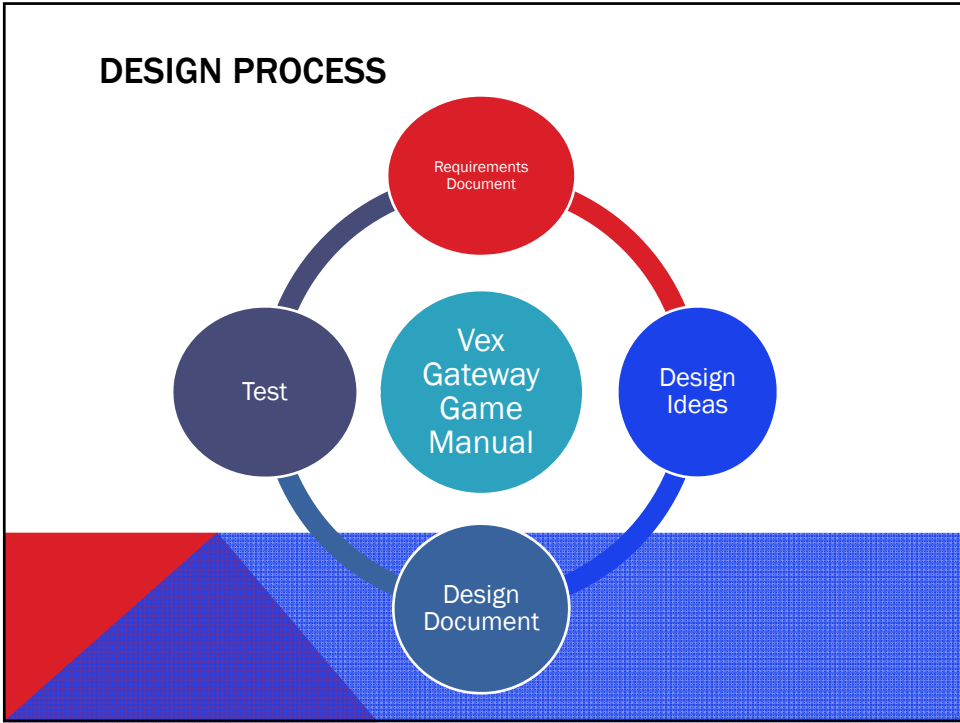 DESIGN PROCESS
Requirements
Document
Vex
Gateway
Game
Manual
Test
Design
Ideas
Design
Document